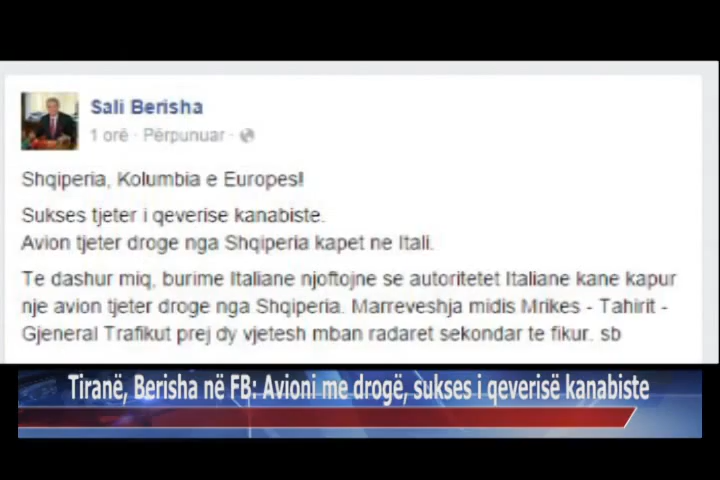 Sali Berisha
1 orë · Përpunuar ·
Shqiperia, Kolumbia e Europes!
Sukses tjeter i qeverise kanabiste.
Avion tjeter droge nga Shqiperia kapet ne Itali.
Te dashur miq, burime Italiane njoftojne se autoritetet Italiane kane kapur
nje avion tjeter droge nga Shqiperia. Marreveshja midis Mrikes - Tahirit -
Gjeneral Trafikut prej dy vjetesh mban radaret sekondar te fikur. sb
Tiranë, Berisha në FB: Avioni me drogë, sukses i qeverisë kanabiste